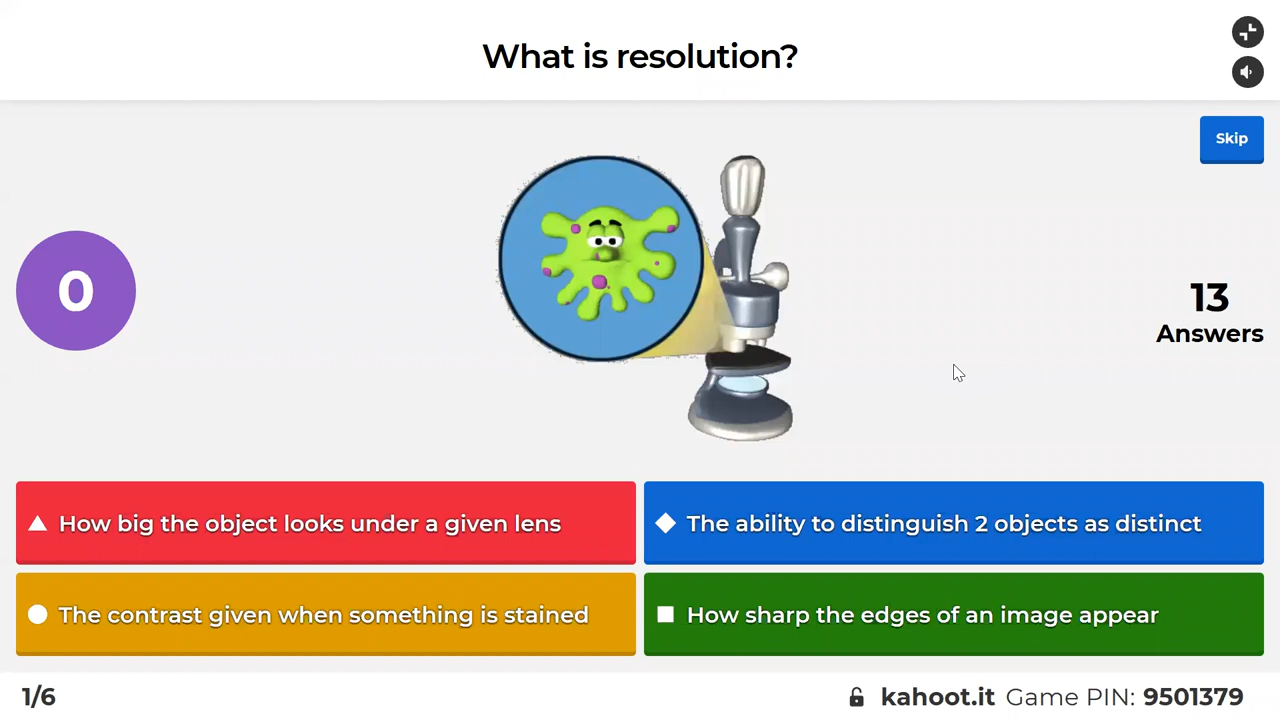 What is resolution?
Skip
0
13
Answers
How big the object looks under a given lens
The ability to distinguish 2 objects as distinct
The contrast given when something is stained
How sharp the edges of an image appear
1/6
kahoot.it Game PIN: 9501379